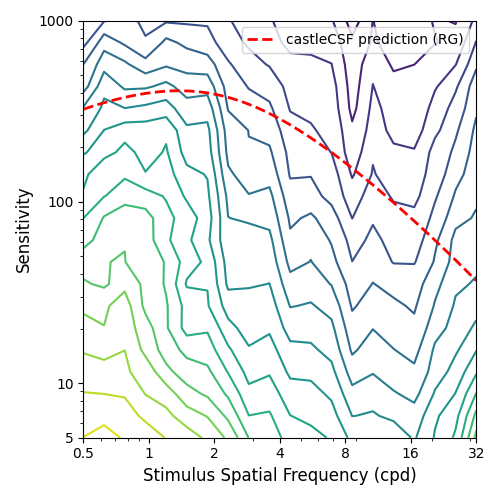 1000
castleCSF prediction (RG)
100
Sensitivity
10
5
0.5 1 2 4 8 16 32
Stimulus Spatial Frequency (cpd)